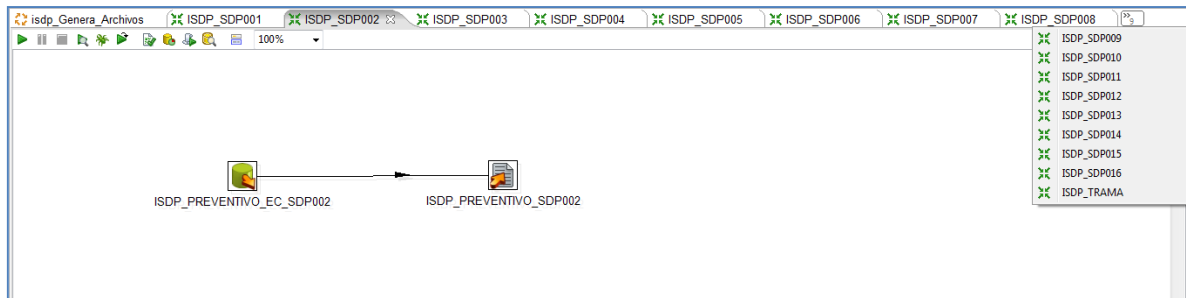 isdp_Genera_Archivos ISDP_SDP001 ISDP_SDP002 ISDP_SDP003 ISDP_SDP004 ISDP_SDP005 ISDP_SDP006 ISDP_SDP007 ISDP_SDP008 9
100%
ISDP_SDP009
ISDP_SDP010
ISDP_SDP011
ISDP_SDP012
ISDP_SDP013
ISDP_SDP014
ISDP_SDP015
ISDP_SDP016
ISDP_TRAMA
ISDP_PREVENTIVO_EC_SDP002 ISDP_PREVENTIVO_SDP002